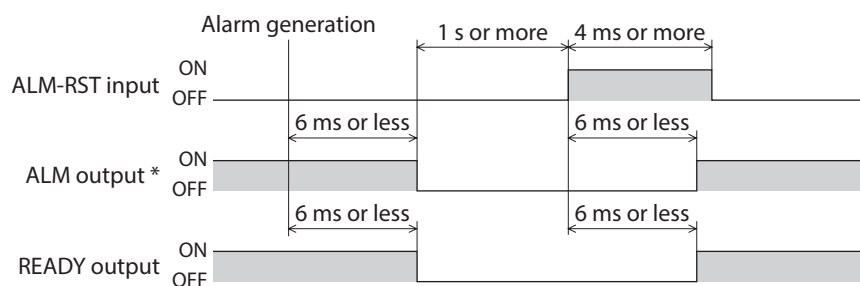 Alarm generation
1 s or more
4 ms or more
ALM-RST input
ON
OFF
6 ms or less
6 ms or less
ALM output *
ON
OFF
6 ms or less
6 ms or less
READY output
ON
OFF